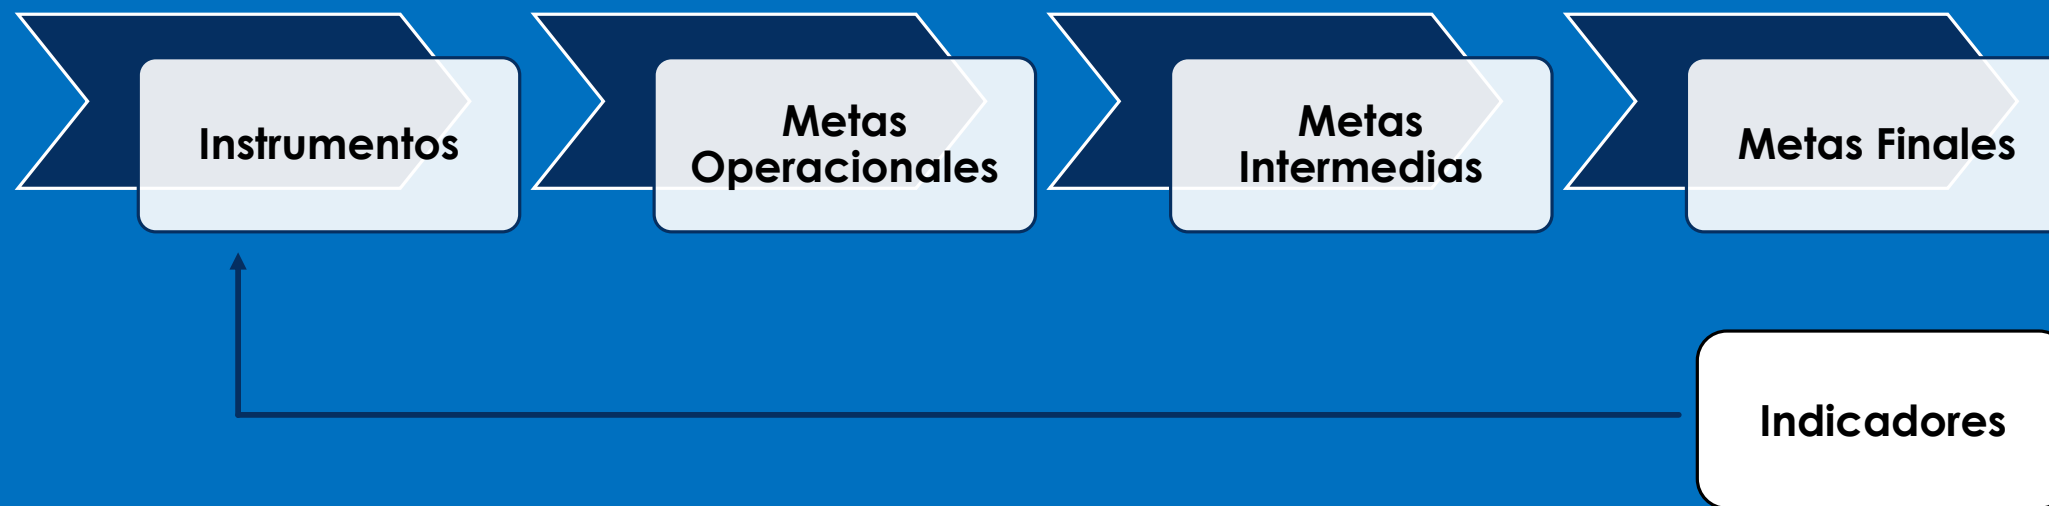 Instrumentos
Metas
Operacionales
Metas
Intermedias
Metas Finales
Indicadores